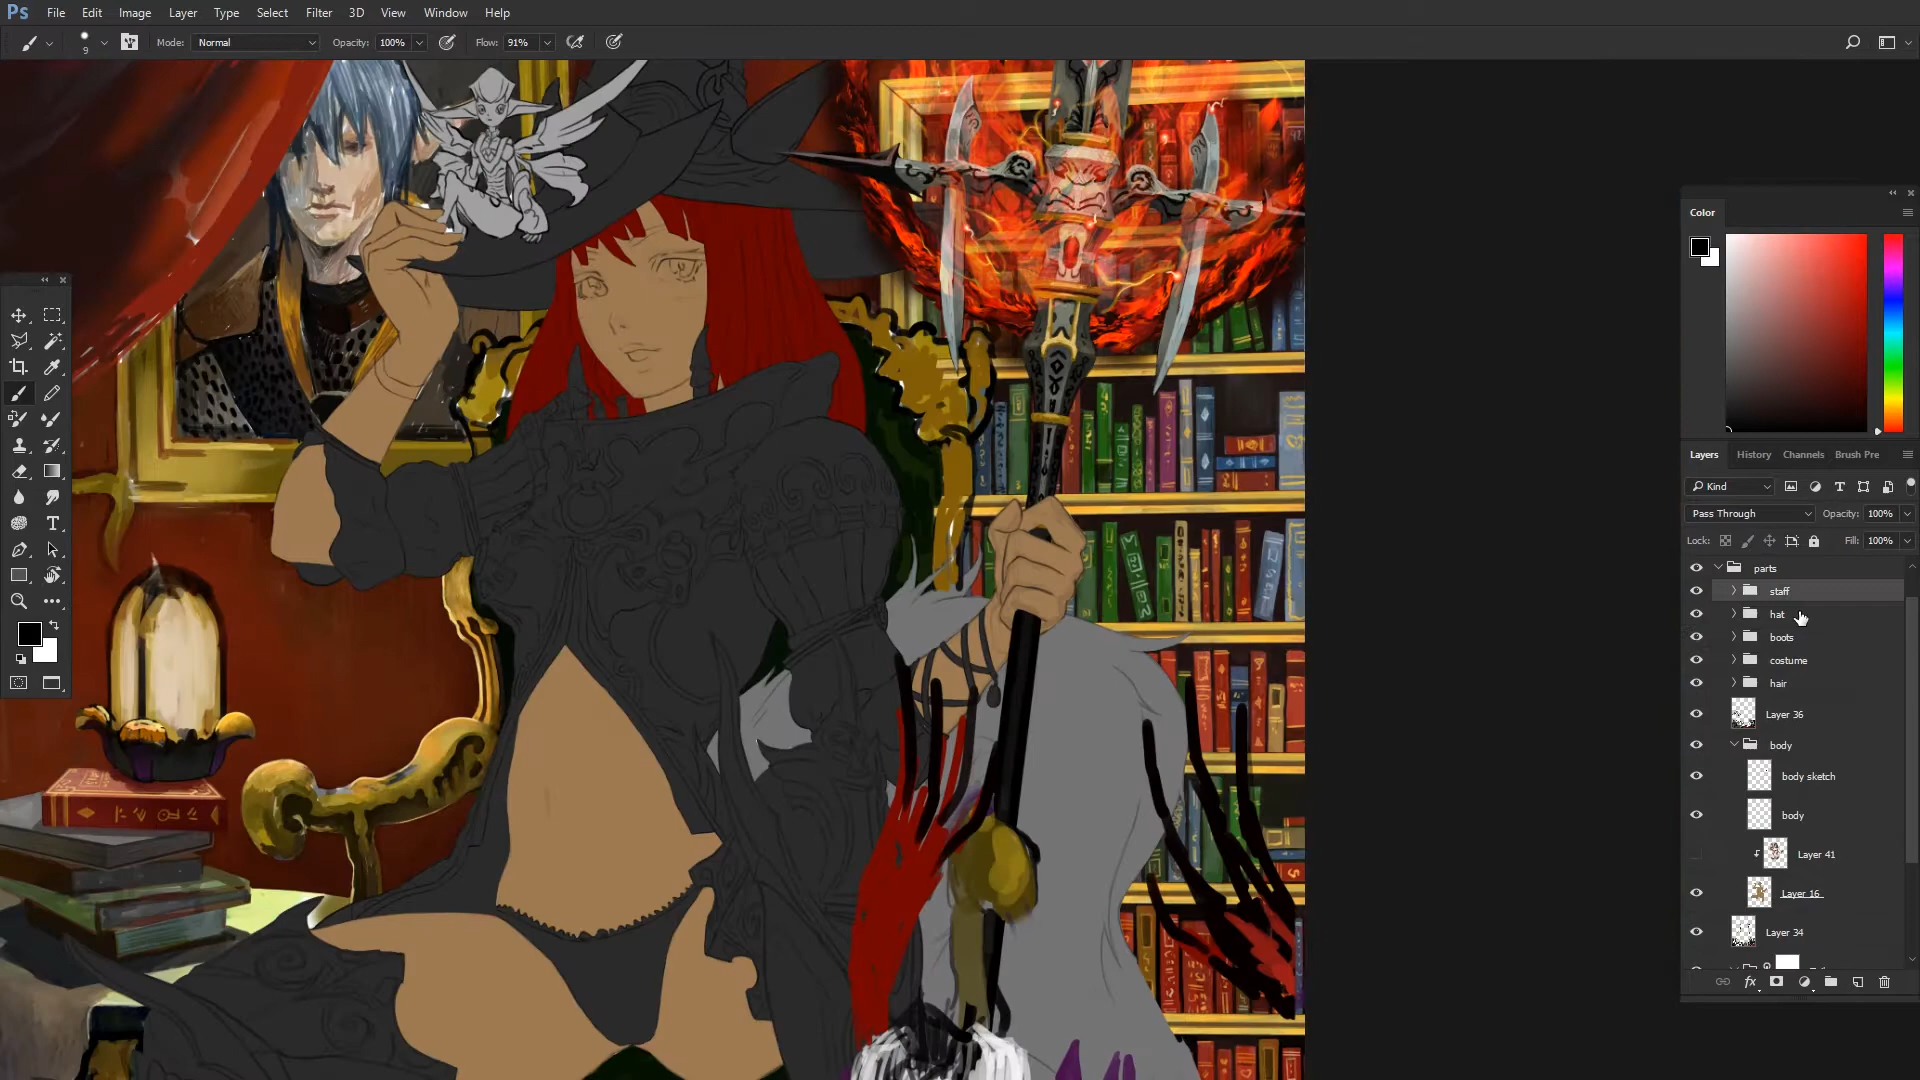 Ps File Edit Image Layer Type Select Filter 3D View Window Help
9 Mode: Normal Opacity: 100% Flow: 91%
Color
Layers History Channels Brush Pre
Kind
Pass Through Opacity: 100%
Lock: Fill: 100%
parts
staff
hat
boots
costume
hair
Layer 36
body
body sketch
body
Layer 41
Layer 16
Layer 34
fx